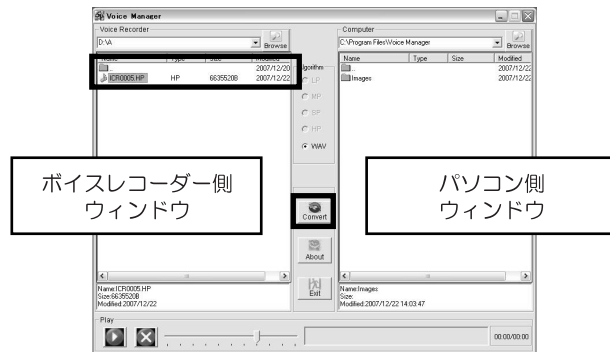 Voice Manager
Voice Recorder
D:\A
Browse
Name Type Size Modified
.. 2007/12/20
ICR0005.HP HP 6635520B 2007/12/22
Algorithm
LP
MP
SP
HP
WAV
Convert
About
Exit
Computer
C:\Program Files\Voice Manager
Browse
Name Type Size Modified
.. 2007/12/22
Images 2007/12/22
ボイスレコーダー側
ウィンドウ
パソコン側
ウィンドウ
Name:ICR0005.HP
Size:6635520B
Modified:2007/12/22
Name:Images
Size:
Modified:2007/12/22 14:03:47
Play
00:00/00:00